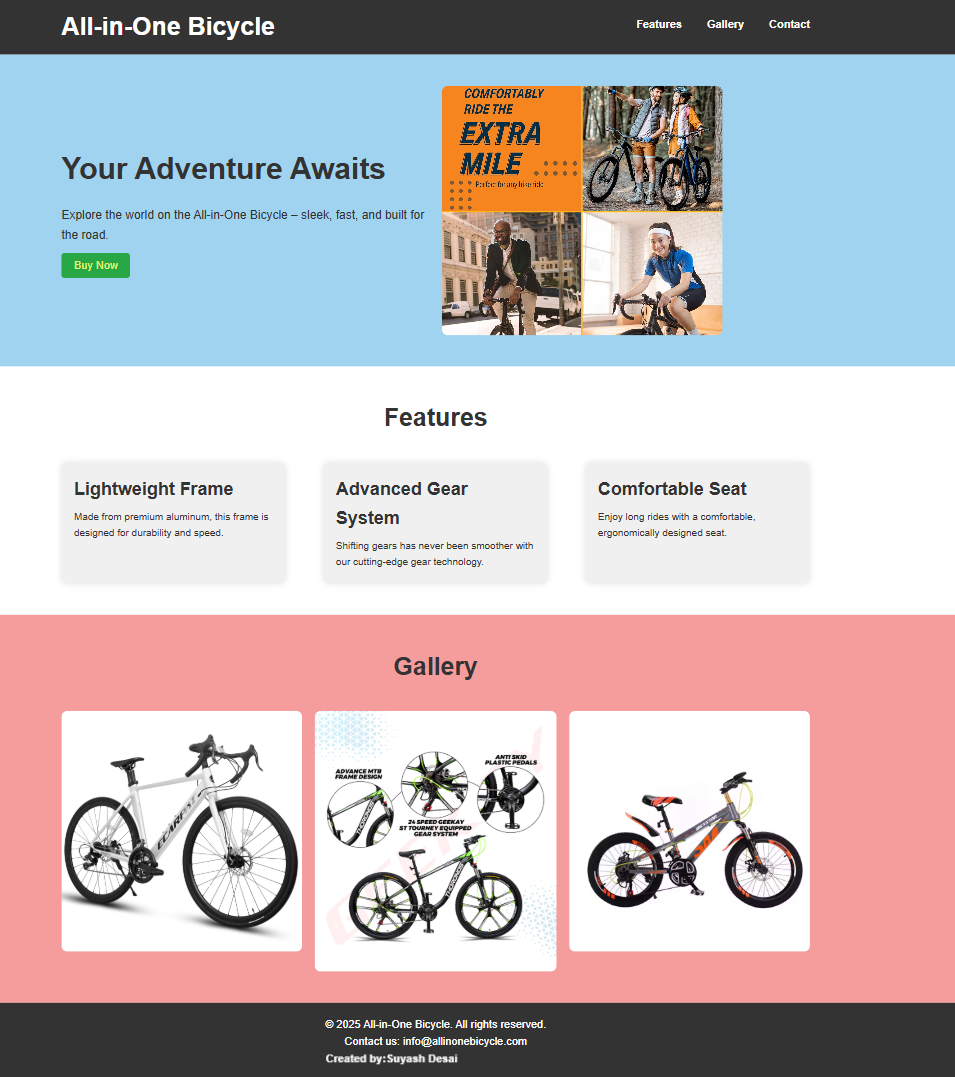 All-in-One Bicycle
Features
Gallery
Contact
COMFORTABLY
RIDE THE
EXTRA
MILE
Perfect for any bike ride
Your Adventure Awaits
Explore the world on the All-in-One Bicycle – sleek, fast, and built for
the road.
Buy Now
Features
Lightweight Frame
Made from premium aluminum, this frame is
designed for durability and speed.
Advanced Gear
System
Shifting gears has never been smoother with
our cutting-edge gear technology.
Comfortable Seat
Enjoy long rides with a comfortable,
ergonomically designed seat.
Gallery
ADVANCE MTB
FRAME DESIGN
ANTI SKID
PLASTIC PEDALS
24 SPEED GEEKAY
ST TOURNEY EQUIPPED
GEAR SYSTEM
© 2025 All-in-One Bicycle. All rights reserved.
Contact us: info@allinonebicycle.com
Created by:Suyash Desai